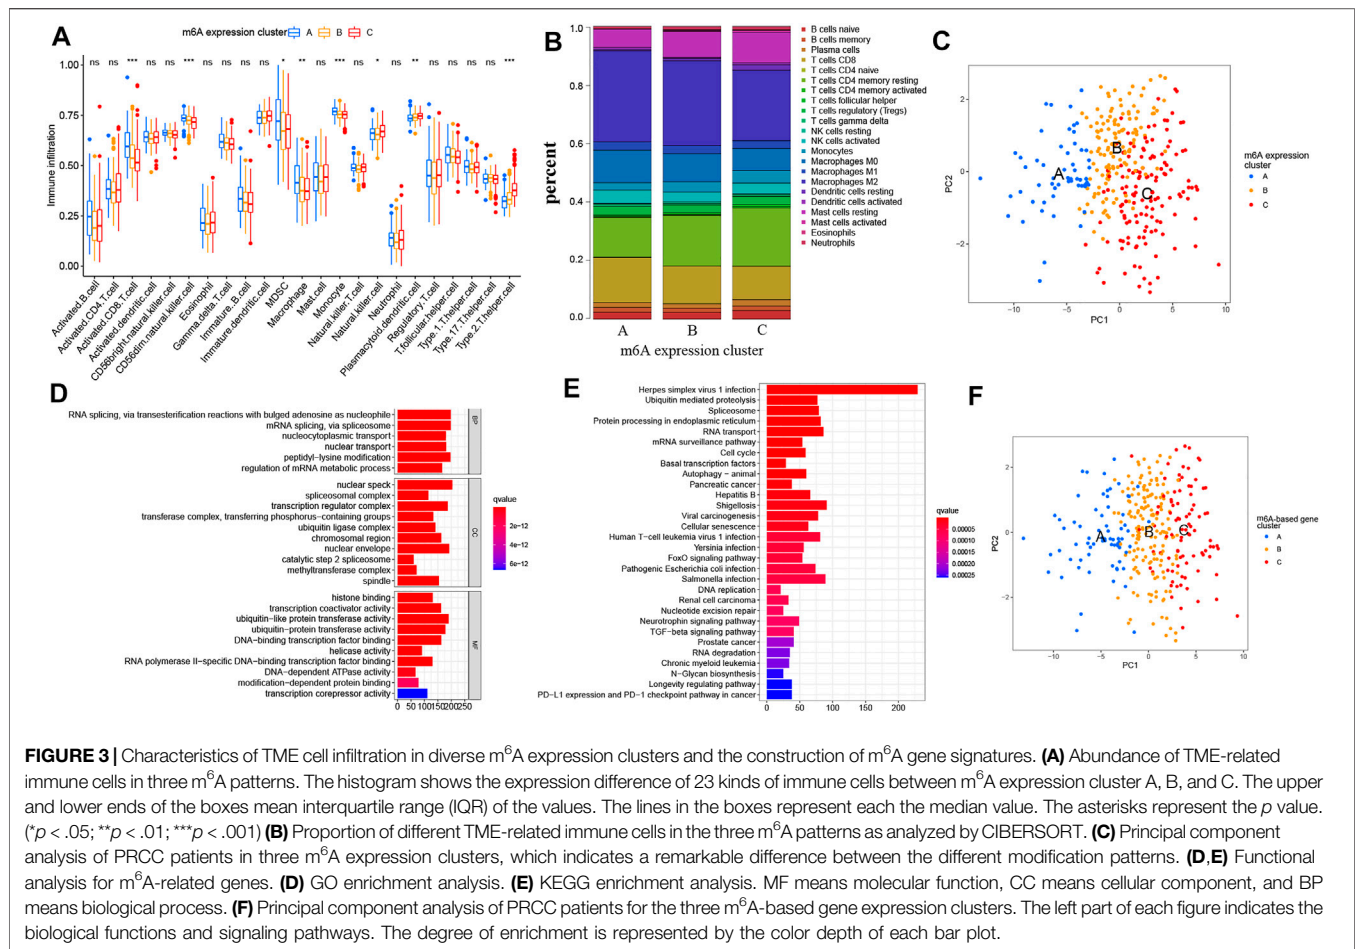 A
m6A expression cluster A B C
ns ns *** ns ns *** ns ns ns ns * ** ns *** ns * ns ** ns ns ns ns ***
Immune infiltration
1.00
0.75
0.50
0.25
0.00
Activated.B.cell
Activated.CD4.T.cell
Activated.CD8.T.cell
Activated.dendritic.cell
CD56bright.natural.killer.cell
CD56dim.natural.killer.cell
Eosinophil
Gamma.delta.T.cell
Immature..B.cell
Immature.dendritic.cell
MDSC
Macrophage
Mast.cell
Monocyte
Natural.killer.T.cell
Natural.killer.cell
Neutrophil
Plasmacytoid.dendritic.cell
Regulatory.T.cell
T.follicular.helper.cell
Type.1.T.helper.cell
Type.17.T.helper.cell
Type.2.T.helper.cell
B
percent
1.0
0.8
0.6
0.4
0.2
0.0
A B C
m6A expression cluster
B cells naive
B cells memory
Plasma cells
T cells CD8
T cells CD4 naive
T cells CD4 memory resting
T cells CD4 memory activated
T cells follicular helper
T cells regulatory (Tregs)
T cells gamma delta
NK cells resting
NK cells activated
Monocytes
Macrophages M0
Macrophages M1
Macrophages M2
Dendritic cells resting
Dendritic cells activated
Mast cells resting
Mast cells activated
Eosinophils
Neutrophils
C
PC2
2
0
−2
A
B
C
−10 −5 0 5 10
PC1
m6A expression
cluster
A
B
C
D
RNA splicing, via transesterification reactions with bulged adenosine as nucleophile
mRNA splicing, via spliceosome
nucleocytoplasmic transport
nuclear transport
peptidyl−lysine modification
regulation of mRNA metabolic process
BP
nuclear speck
spliceosomal complex
transcription regulator complex
transferase complex, transferring phosphorus−containing groups
ubiquitin ligase complex
chromosomal region
nuclear envelope
catalytic step 2 spliceosome
methyltransferase complex
spindle
CC
histone binding
transcription coactivator activity
ubiquitin−like protein transferase activity
ubiquitin−protein transferase activity
DNA−binding transcription factor binding
helicase activity
RNA polymerase II−specific DNA−binding transcription factor binding
DNA−dependent ATPase activity
modification−dependent protein binding
transcription corepressor activity
MF
0 50 100 150 200 250
qvalue
2e−12
4e−12
6e−12
E
Herpes simplex virus 1 infection
Ubiquitin mediated proteolysis
Spliceosome
Protein processing in endoplasmic reticulum
RNA transport
mRNA surveillance pathway
Cell cycle
Basal transcription factors
Autophagy − animal
Pancreatic cancer
Hepatitis B
Shigellosis
Viral carcinogenesis
Cellular senescence
Human T−cell leukemia virus 1 infection
Yersinia infection
FoxO signaling pathway
Pathogenic Escherichia coli infection
Salmonella infection
DNA replication
Renal cell carcinoma
Nucleotide excision repair
Neurotrophin signaling pathway
TGF−beta signaling pathway
Prostate cancer
RNA degradation
Chronic myeloid leukemia
N−Glycan biosynthesis
Longevity regulating pathway
PD−L1 expression and PD−1 checkpoint pathway in cancer
0 50 100 150 200
qvalue
0.00005
0.00010
0.00015
0.00020
0.00025
F
PC2
2
0
−2
A
B
C
−10 −5 0 5 10
PC1
m6A−based gene
cluster
A
B
C
FIGURE 3 | Characteristics of TME cell infiltration in diverse m⁶A expression clusters and the construction of m⁶A gene signatures. (A) Abundance of TME-related
immune cells in three m⁶A patterns. The histogram shows the expression difference of 23 kinds of immune cells between m⁶A expression cluster A, B, and C. The upper
and lower ends of the boxes mean interquartile range (IQR) of the values. The lines in the boxes represent each the median value. The asterisks represent the p value.
(*p < .05; **p < .01; ***p < .001) (B) Proportion of different TME-related immune cells in the three m⁶A patterns as analyzed by CIBERSORT. (C) Principal component
analysis of PRCC patients in three m⁶A expression clusters, which indicates a remarkable difference between the different modification patterns. (D,E) Functional
analysis for m⁶A-related genes. (D) GO enrichment analysis. (E) KEGG enrichment analysis. MF means molecular function, CC means cellular component, and BP
means biological process. (F) Principal component analysis of PRCC patients for the three m⁶A-based gene expression clusters. The left part of each figure indicates the
biological functions and signaling pathways. The degree of enrichment is represented by the color depth of each bar plot.